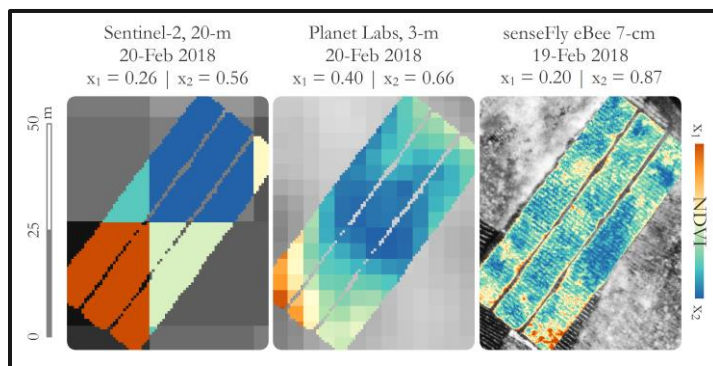 Sentinel-2, 20-m
20-Feb 2018
x₁ = 0.26 | x₂ = 0.56
Planet Labs, 3-m
20-Feb 2018
x₁ = 0.40 | x₂ = 0.66
senseFly eBee 7-cm
19-Feb 2018
x₁ = 0.20 | x₂ = 0.87
50
m
25
0
x₁
NDVI
x₂